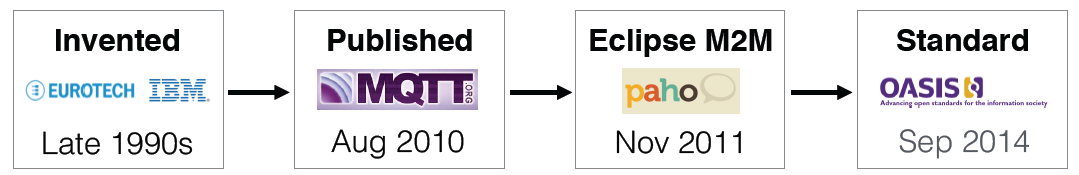 Invented
EUROTECH IBM
Late 1990s
Published
MQTT.ORG
Aug 2010
Eclipse M2M
paho
Nov 2011
Standard
OASIS
Advancing open standards for the information society
Sep 2014